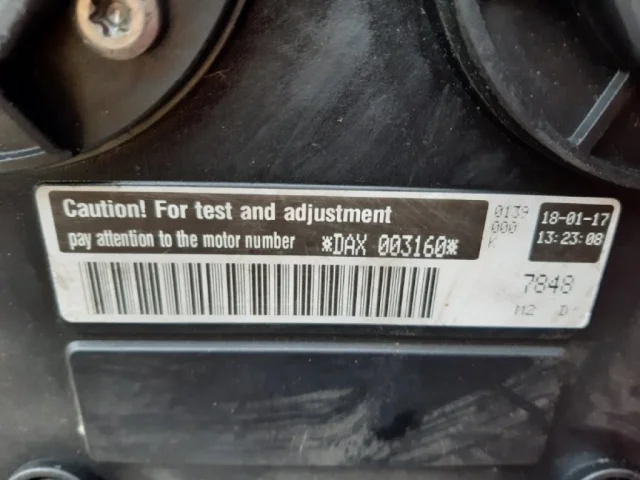 Caution! For test and adjustment
pay attention to the motor number *DAX 003160*
0139
000
K
18-01-17
13:23:08
7848
M2 D